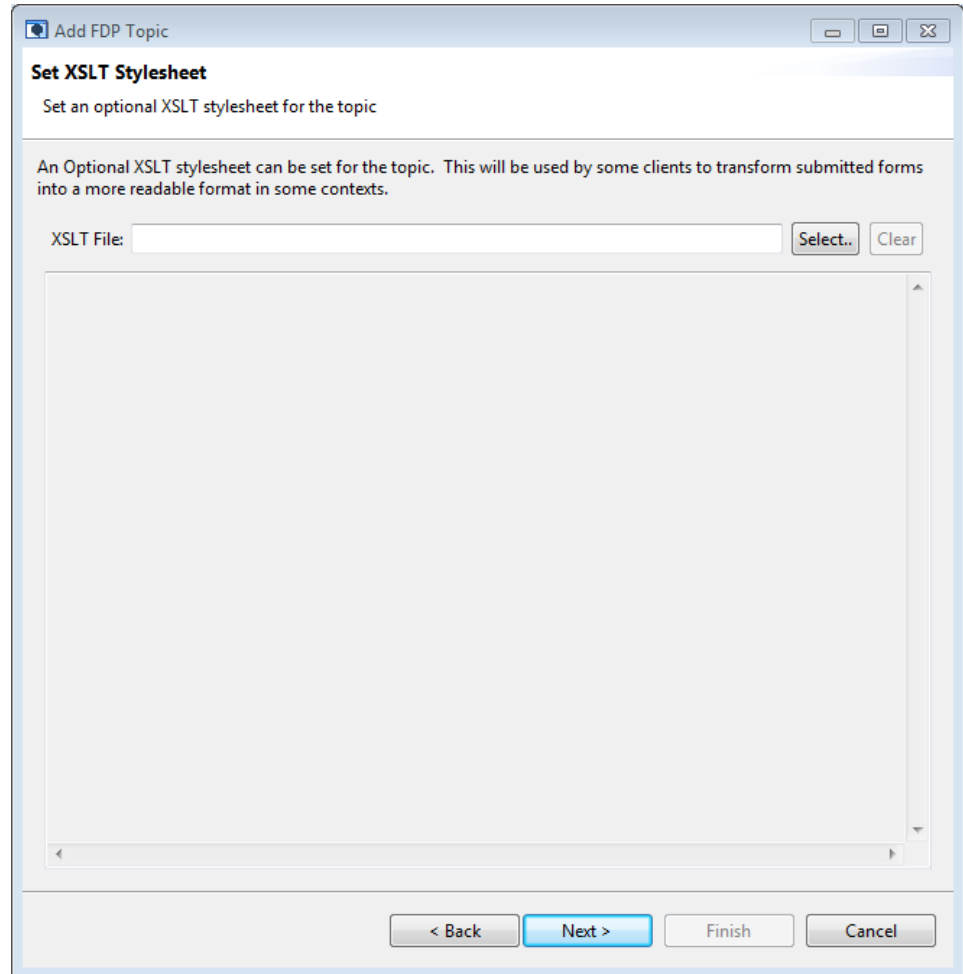 Add FDP Topic
Set XSLT Stylesheet
Set an optional XSLT stylesheet for the topic
An Optional XSLT stylesheet can be set for the topic.  This will be used by some clients to transform submitted forms
into a more readable format in some contexts.
XSLT File: Select.. Clear
< Back Next > Finish Cancel